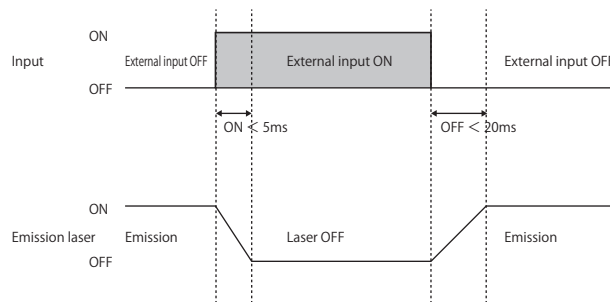 ON
Input
External input OFF
External input ON
External input OFF
OFF
ON < 5ms
OFF < 20ms
ON
Emission laser
Emission
Laser OFF
Emission
OFF